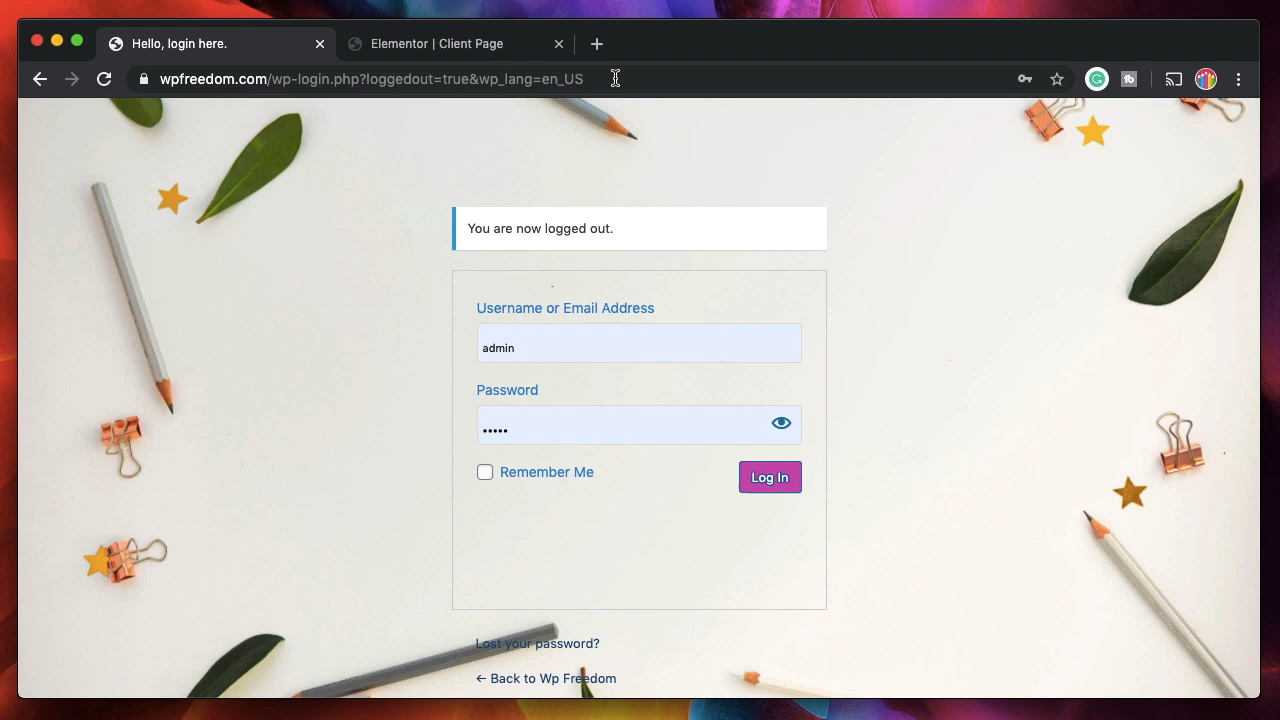 Hello, login here.
Elementor | Client Page
wpfreedom.com/wp-login.php?loggedout=true&wp_lang=en_US
You are now logged out.
Username or Email Address
admin
Password
•••••
Remember Me
Log In
Lost your password?
← Back to Wp Freedom